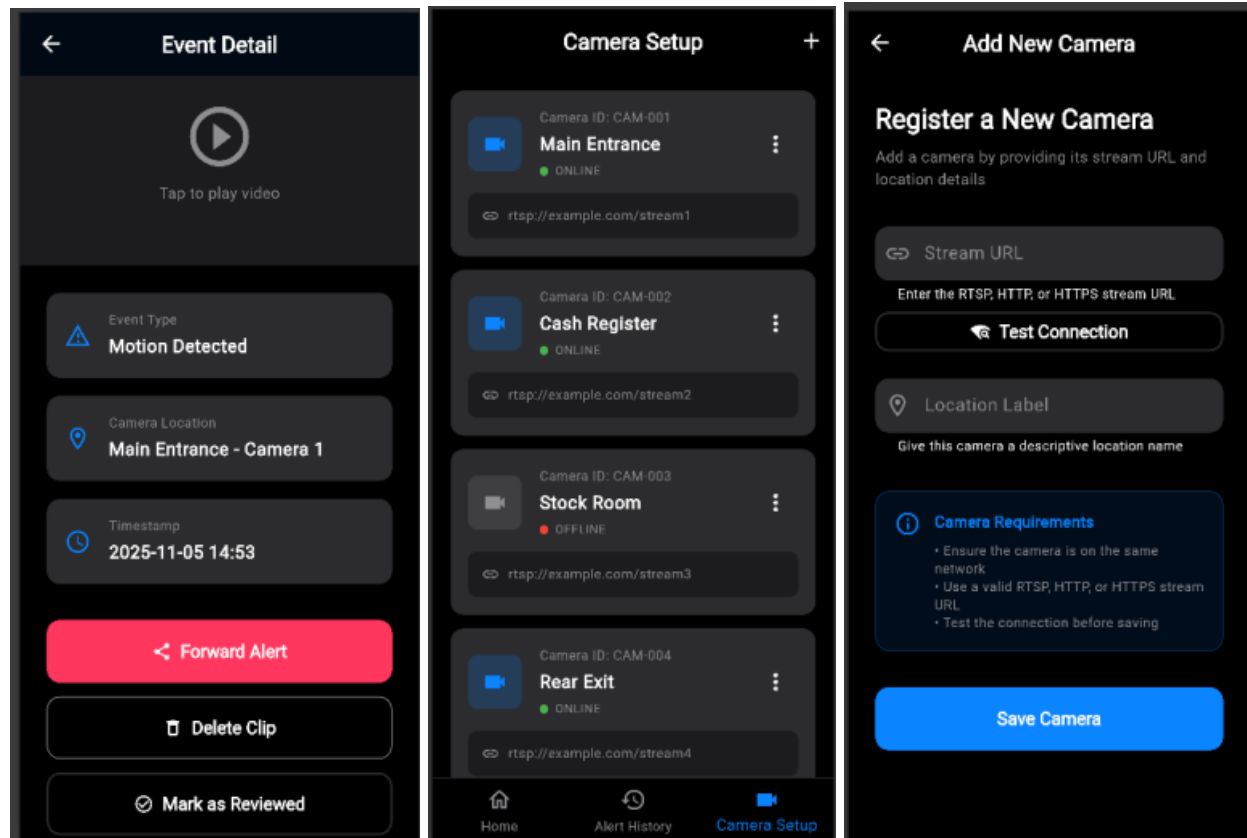 Event Detail
Tap to play video
Event Type
Motion Detected
Camera Location
Main Entrance - Camera 1
Timestamp
2025-11-05 14:53
Forward Alert
Delete Clip
Mark as Reviewed
Camera Setup
Camera ID: CAM-001
Main Entrance
ONLINE
rtsp://example.com/stream1
Camera ID: CAM-002
Cash Register
ONLINE
rtsp://example.com/stream2
Camera ID: CAM-003
Stock Room
OFFLINE
rtsp://example.com/stream3
Camera ID: CAM-004
Rear Exit
ONLINE
rtsp://example.com/stream4
Home
Alert History
Camera Setup
Add New Camera
Register a New Camera
Add a camera by providing its stream URL and
location details
Stream URL
Enter the RTSP, HTTP, or HTTPS stream URL
Test Connection
Location Label
Give this camera a descriptive location name
Camera Requirements
• Ensure the camera is on the same
network
• Use a valid RTSP, HTTP, or HTTPS stream
URL
• Test the connection before saving
Save Camera